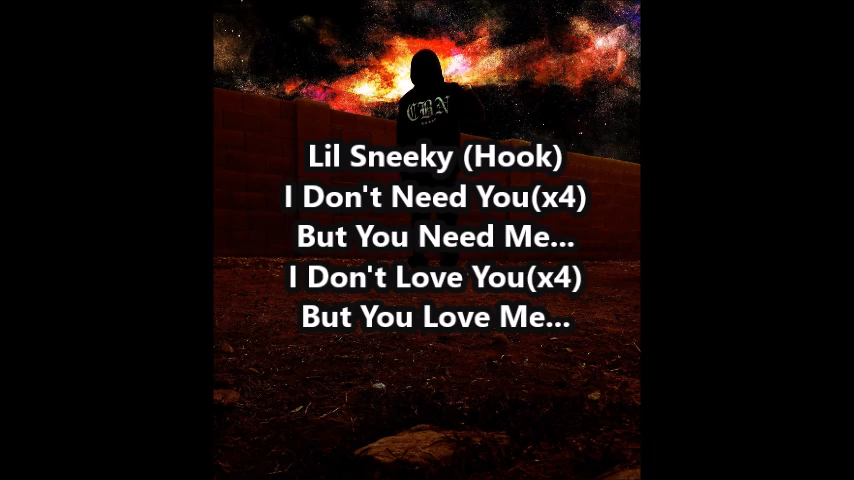 CBN
Lil Sneeky (Hook)
I Don't Need You(x4)
But You Need Me...
I Don't Love You(x4)
But You Love Me...